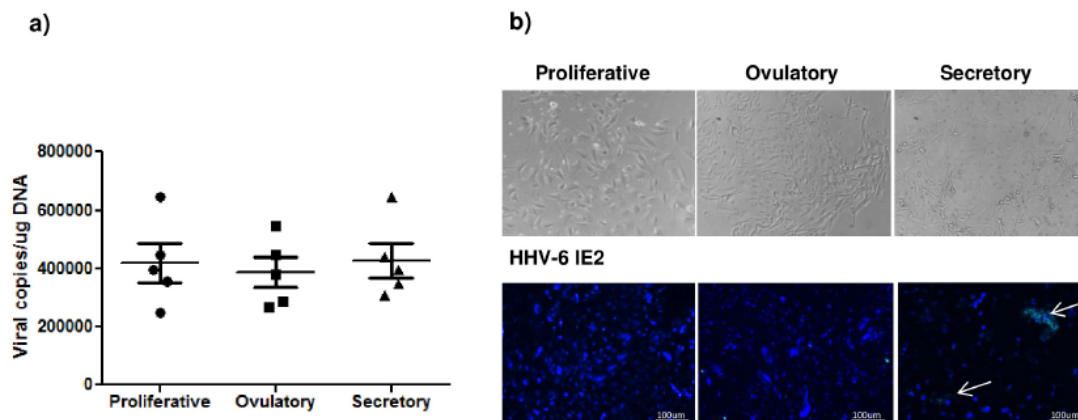 a)
Viral copies/ug DNA
800000
600000
400000
200000
0
Proliferative Ovulatory Secretory
b)
Proliferative Ovulatory Secretory
HHV-6 IE2
100um 100um 100um